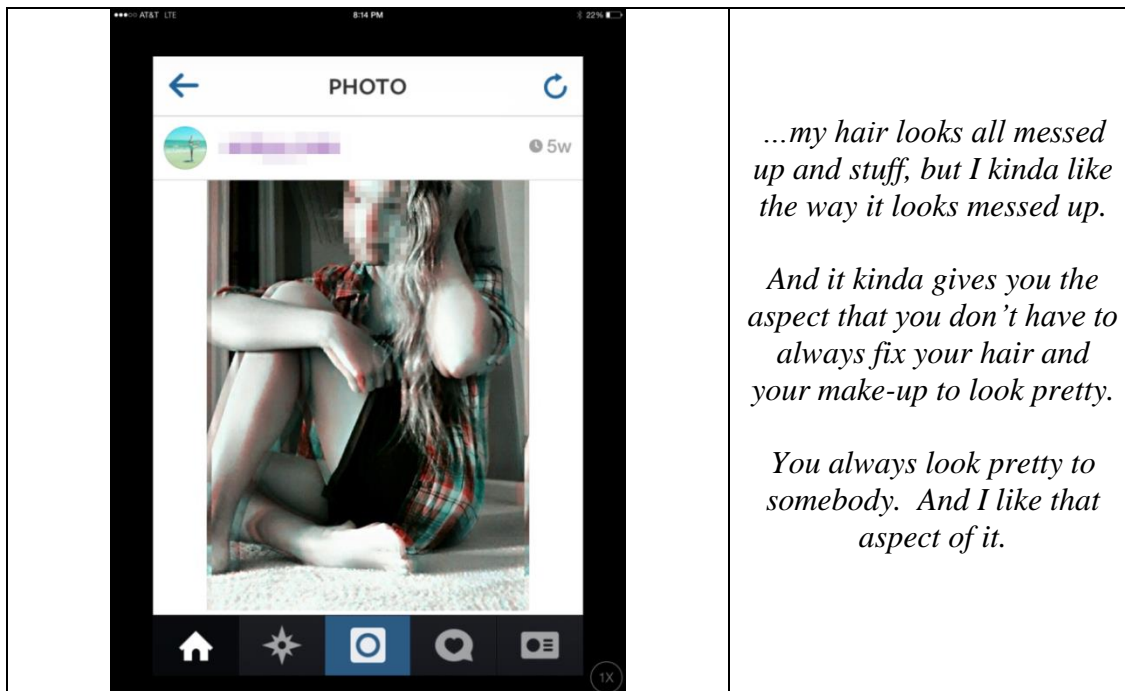 AT&T LTE 8:14 PM 22%
PHOTO
5w
…my hair looks all messed
up and stuff, but I kinda like
the way it looks messed up.
And it kinda gives you the
aspect that you don’t have to
always fix your hair and
your make-up to look pretty.
You always look pretty to
somebody.  And I like that
aspect of it.
1X